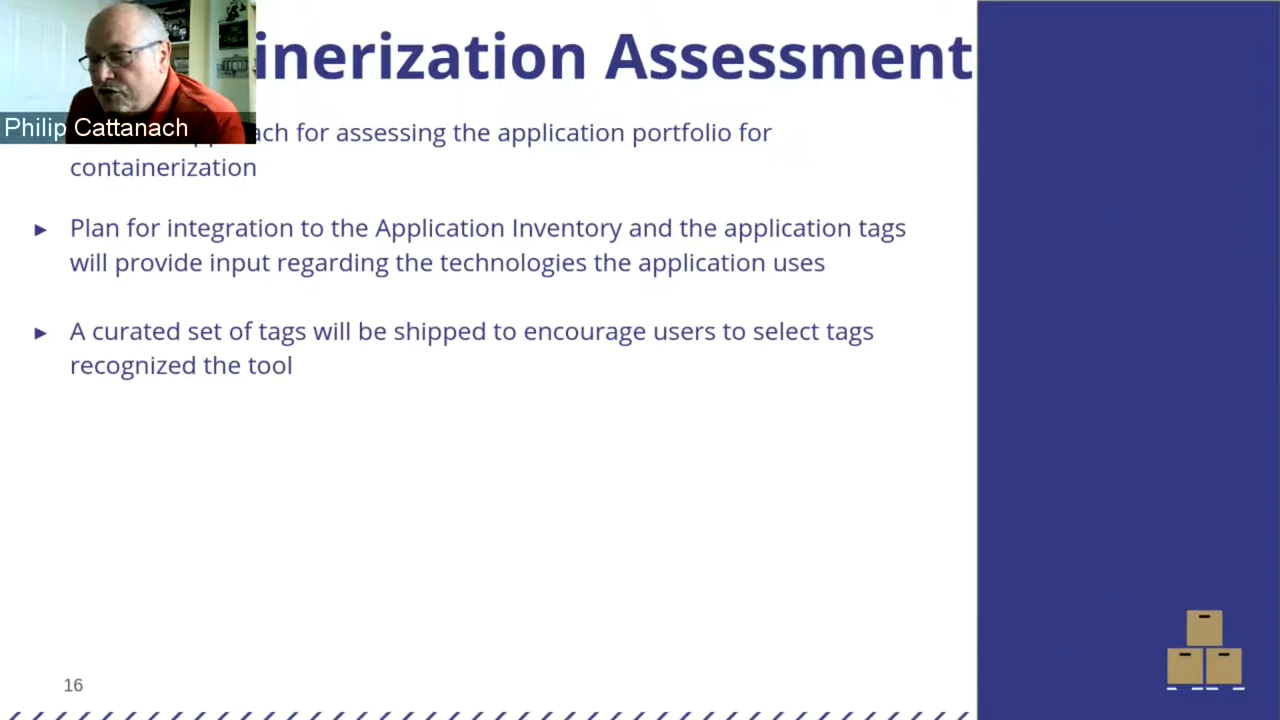 inerization Assessment
Philip Cattanach
ach for assessing the application portfolio for
containerization
► Plan for integration to the Application Inventory and the application tags
will provide input regarding the technologies the application uses
► A curated set of tags will be shipped to encourage users to select tags
recognized the tool
16